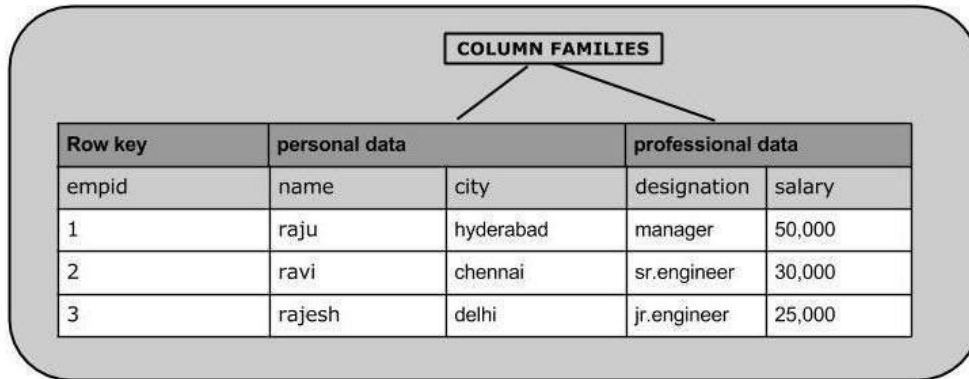 COLUMN FAMILIES
Row key personal data professional data
empid name city designation salary
1 raju hyderabad manager 50,000
2 ravi chennai sr.engineer 30,000
3 rajesh delhi jr.engineer 25,000